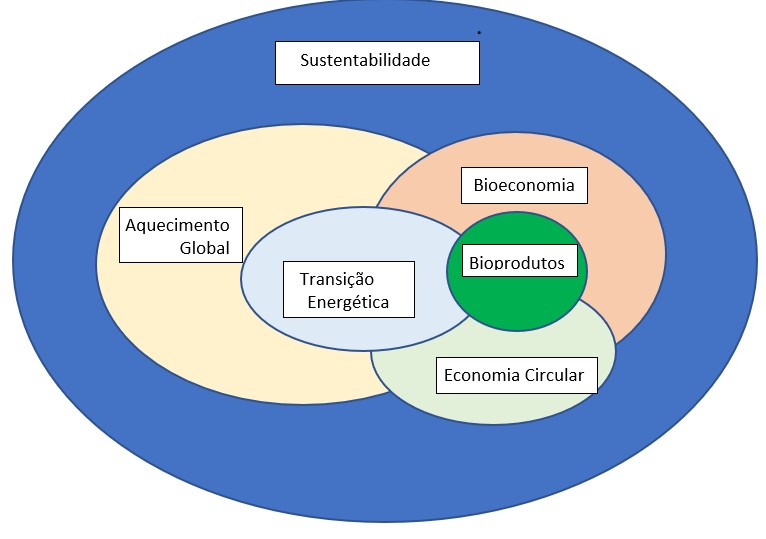 Sustentabilidade
Bioeconomia
Aquecimento
Global
Bioprodutos
Transição
Energética
Economia Circular